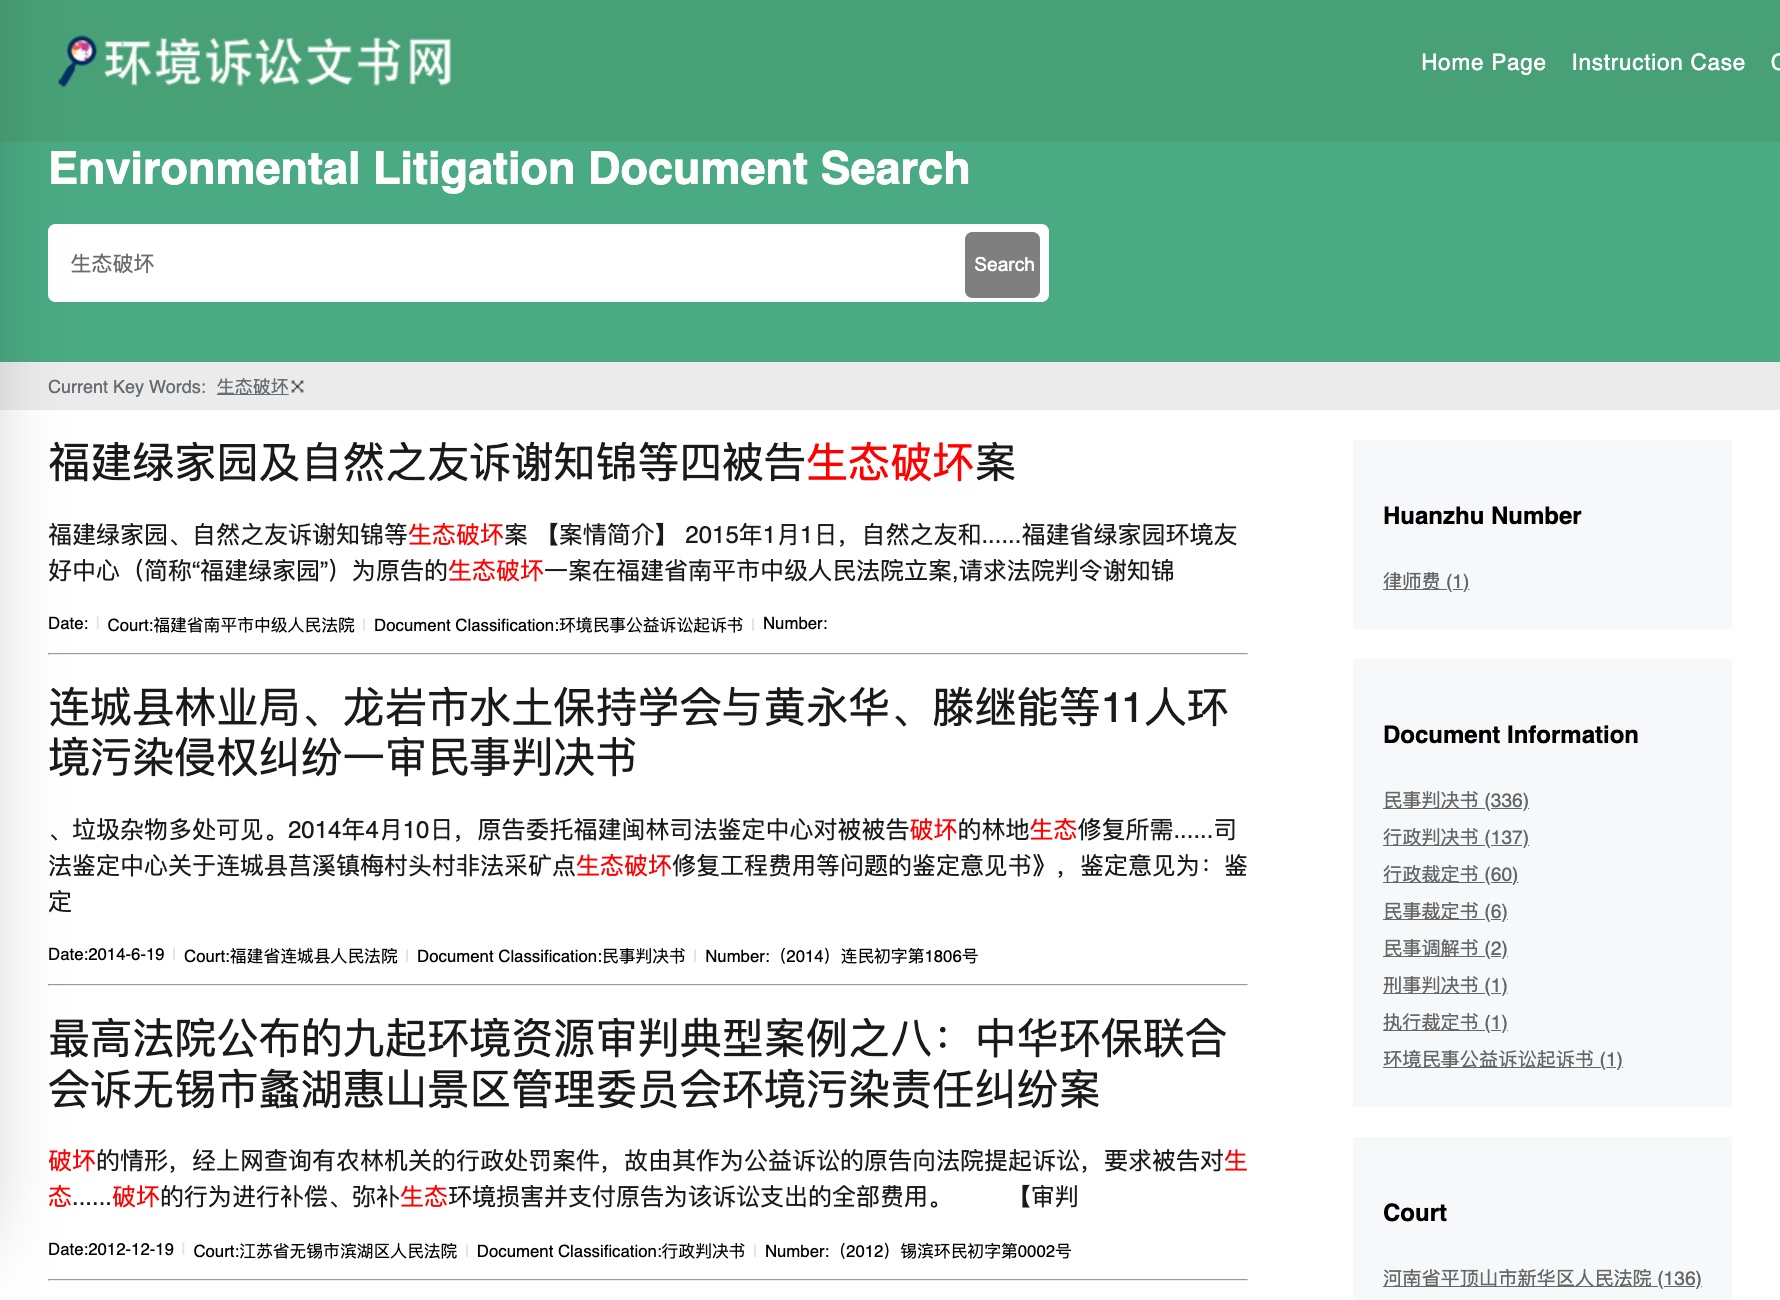 环境诉讼文书网
Home Page Instruction Case
Environmental Litigation Document Search
生态破坏
Search
Current Key Words: 生态破坏✕
福建绿家园及自然之友诉谢知锦等四被告生态破坏案
福建绿家园、自然之友诉谢知锦等生态破坏案 【案情简介】 2015年1月1日，自然之友和......福建省绿家园环境友
好中心（简称“福建绿家园”）为原告的生态破坏一案在福建省南平市中级人民法院立案,请求法院判令谢知锦
Date: Court:福建省南平市中级人民法院 Document Classification:环境民事公益诉讼起诉书 Number:
连城县林业局、龙岩市水土保持学会与黄永华、滕继能等11人环
境污染侵权纠纷一审民事判决书
、垃圾杂物多处可见。2014年4月10日，原告委托福建闽林司法鉴定中心对被被告破坏的林地生态修复所需......司
法鉴定中心关于连城县莒溪镇梅村头村非法采矿点生态破坏修复工程费用等问题的鉴定意见书》，鉴定意见为：鉴
定
Date:2014-6-19 Court:福建省连城县人民法院 Document Classification:民事判决书 Number:（2014）连民初字第1806号
最高法院公布的九起环境资源审判典型案例之八：中华环保联合
会诉无锡市蠡湖惠山景区管理委员会环境污染责任纠纷案
破坏的情形，经上网查询有农林机关的行政处罚案件，故由其作为公益诉讼的原告向法院提起诉讼，要求被告对生
态......破坏的行为进行补偿、弥补生态环境损害并支付原告为该诉讼支出的全部费用。 【审判
Date:2012-12-19 Court:江苏省无锡市滨湖区人民法院 Document Classification:行政判决书 Number:（2012）锡滨环民初字第0002号
Huanzhu Number
律师费 (1)
Document Information
民事判决书 (336)
行政判决书 (137)
行政裁定书 (60)
民事裁定书 (6)
民事调解书 (2)
刑事判决书 (1)
执行裁定书 (1)
环境民事公益诉讼起诉书 (1)
Court
河南省平顶山市新华区人民法院 (136)